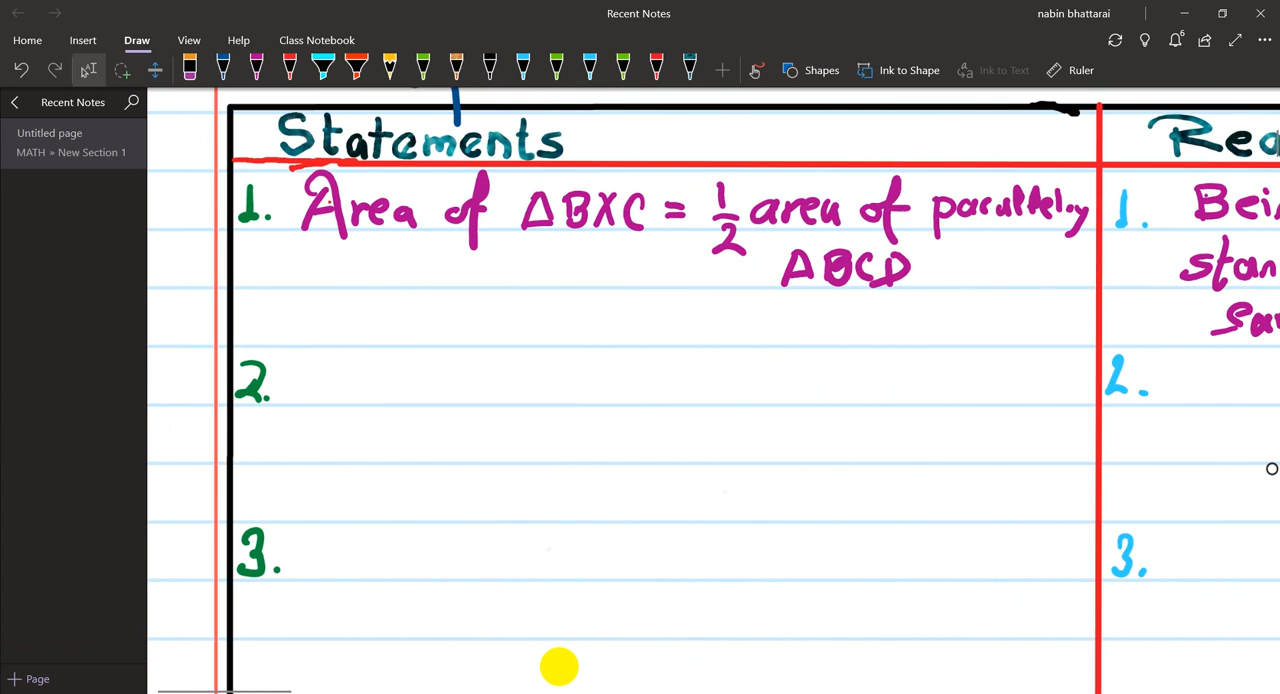 Recent Notes
nabin bhattarai
Home Insert Draw View Help Class Notebook
6
Shapes Ink to Shape Ink to Text Ruler
Recent Notes
Untitled page
MATH » New Section 1
Statements
1. Area of ΔBXC = 1/2 area of
ABCD
2.
3.
1.
2.
3.
Page